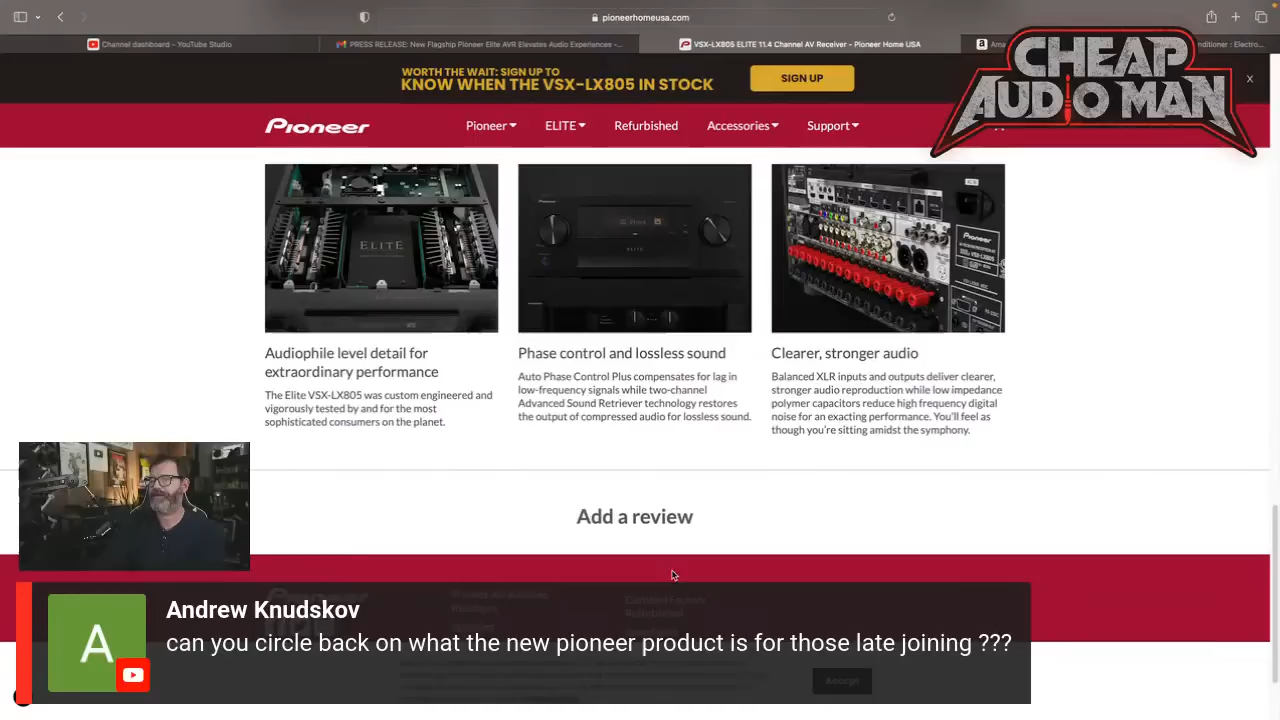 pioneerhomeusa.com
Channel dashboard - YouTube Studio
PRESS RELEASE: New Flagship Pioneer Elite AVR Elevates Audio Experiences -...
VSX-LX805 ELITE 11.4 Channel AV Receiver - Pioneer Home USA
WORTH THE WAIT: SIGN UP TO
KNOW WHEN THE VSX-LX805 IN STOCK
SIGN UP
CHEAP
AUDIO MAN
Pioneer
Pioneer
ELITE
Refurbished
Accessories
Support
ELITE
Pioneer
ELITE
Pioneer
Audiophile level detail for
extraordinary performance
The Elite VSX-LX805 was custom engineered and
vigorously tested by and for the most
sophisticated consumers on the planet.
Phase control and lossless sound
Auto Phase Control Plus compensates for lag in
low-frequency signals while two-channel
Advanced Sound Retriever technology restores
the output of compressed audio for lossless sound.
Clearer, stronger audio
Balanced XLR inputs and outputs deliver clearer,
stronger audio reproduction while low impedance
polymer capacitors reduce high frequency digital
noise for an exacting performance. You'll feel as
though you're sitting amidst the symphony.
Add a review
A
Andrew Knudskov
can you circle back on what the new pioneer product is for those late joining ???
Accept